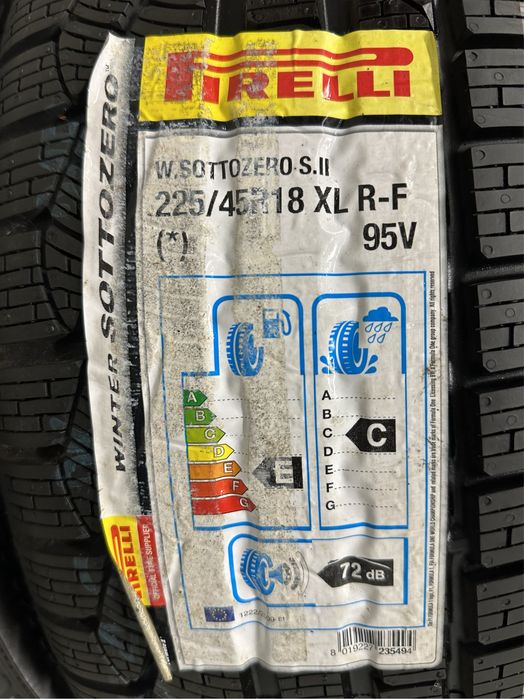 PIRELLI
W.SOTTOZERO S.II
225/45R18 XL R-F
(*)
95V
WINTER SOTTOZERO
A
B
C
D
E
F
G
E
A
B
C
D
E
F
G
C
72 dB
8 019227 235494
PIRELLI